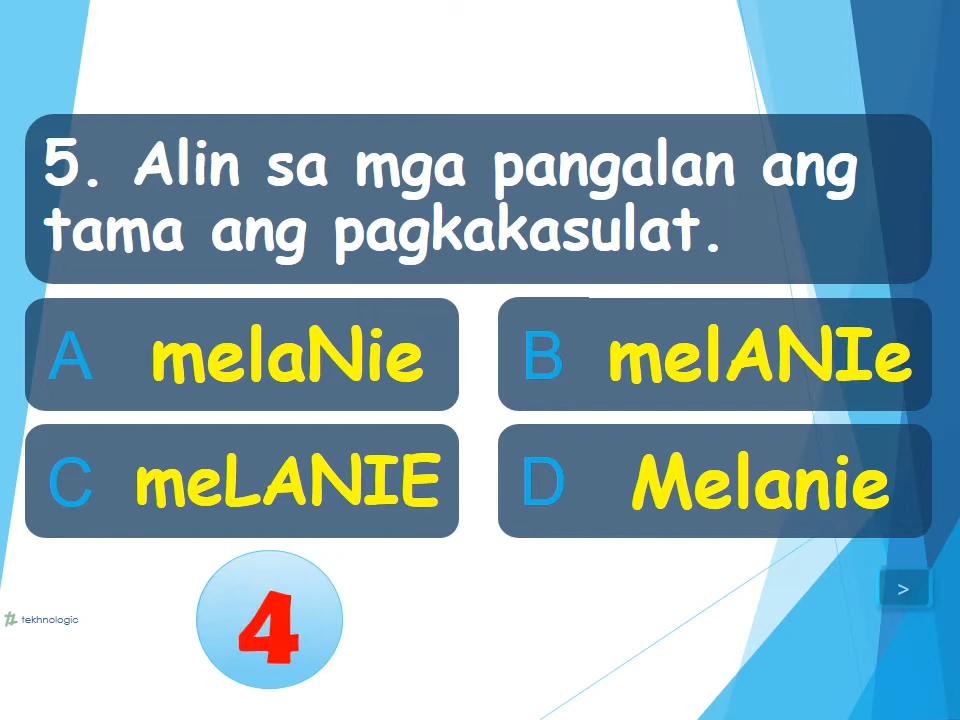 5. Alin sa mga pangalan ang
tama ang pagkakasulat.
A melaNie
B melANIe
C meLANIE
D Melanie
4
>
tekhnologic